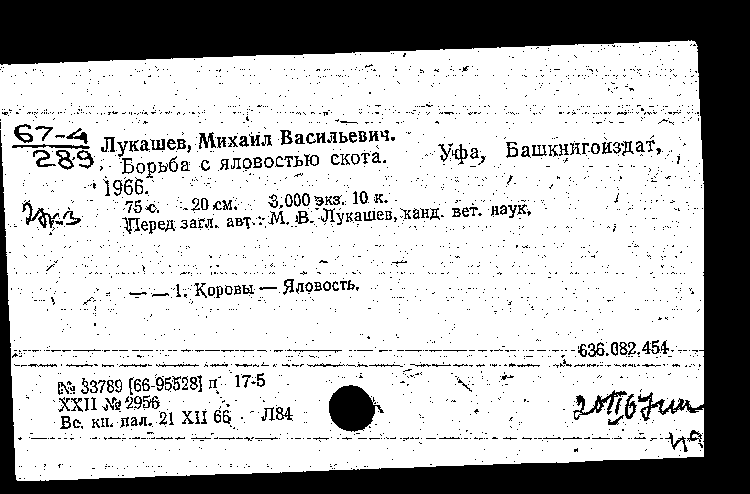 67-4
289
Лукашев, Михаил Васильевич.
Борьба с яловостью скота. Уфа, Башкнигоиздат,
1966.
75 с. 20 см. 3.000 экз. 10 к.
2 экз
Перед загл. авт.: М. В. Лукашев, канд. вет. наук.
— — 1. Коровы — Яловость.
636.082.454
№ 33789 [66-95528] п 17-5
XXII № 2956
Вс. кн. пал. 21 XII 66 Л84